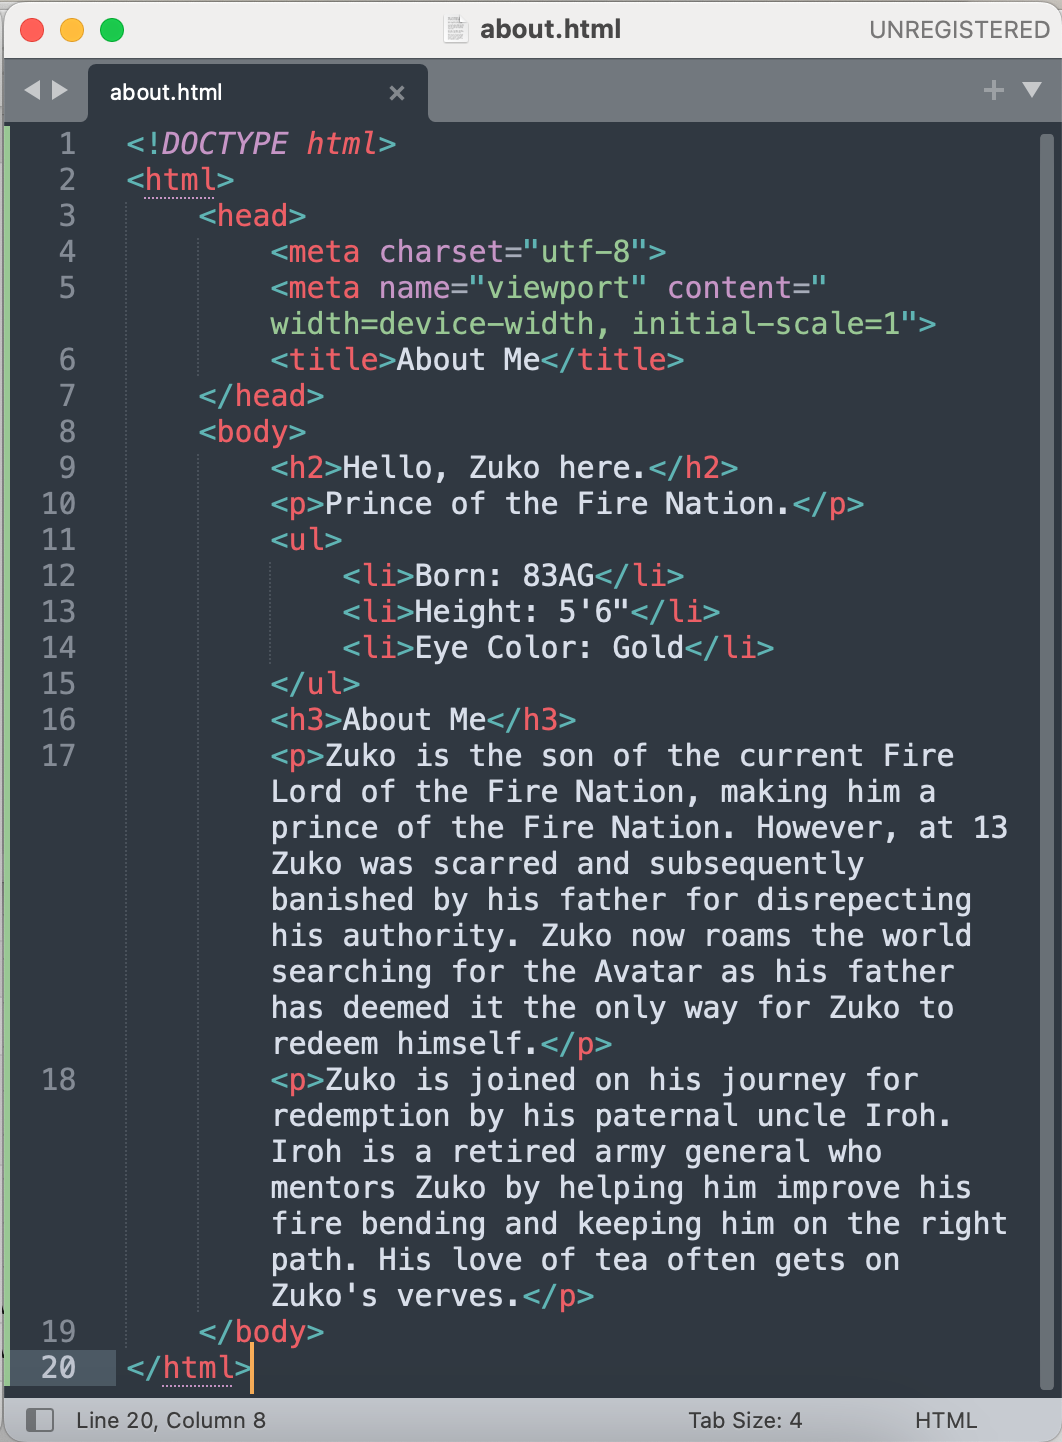 about.html
UNREGISTERED
about.html
1 <!DOCTYPE html>
2 <html>
3 <head>
4 <meta charset="utf-8">
5 <meta name="viewport" content="
width=device-width, initial-scale=1">
6 <title>About Me</title>
7 </head>
8 <body>
9 <h2>Hello, Zuko here.</h2>
10 <p>Prince of the Fire Nation.</p>
11 <ul>
12 <li>Born: 83AG</li>
13 <li>Height: 5'6"</li>
14 <li>Eye Color: Gold</li>
15 </ul>
16 <h3>About Me</h3>
17 <p>Zuko is the son of the current Fire
Lord of the Fire Nation, making him a
prince of the Fire Nation. However, at 13
Zuko was scarred and subsequently
banished by his father for disrepecting
his authority. Zuko now roams the world
searching for the Avatar as his father
has deemed it the only way for Zuko to
redeem himself.</p>
18 <p>Zuko is joined on his journey for
redemption by his paternal uncle Iroh.
Iroh is a retired army general who
mentors Zuko by helping him improve his
fire bending and keeping him on the right
path. His love of tea often gets on
Zuko's verves.</p>
19 </body>
20 </html>
Line 20, Column 8
Tab Size: 4
HTML